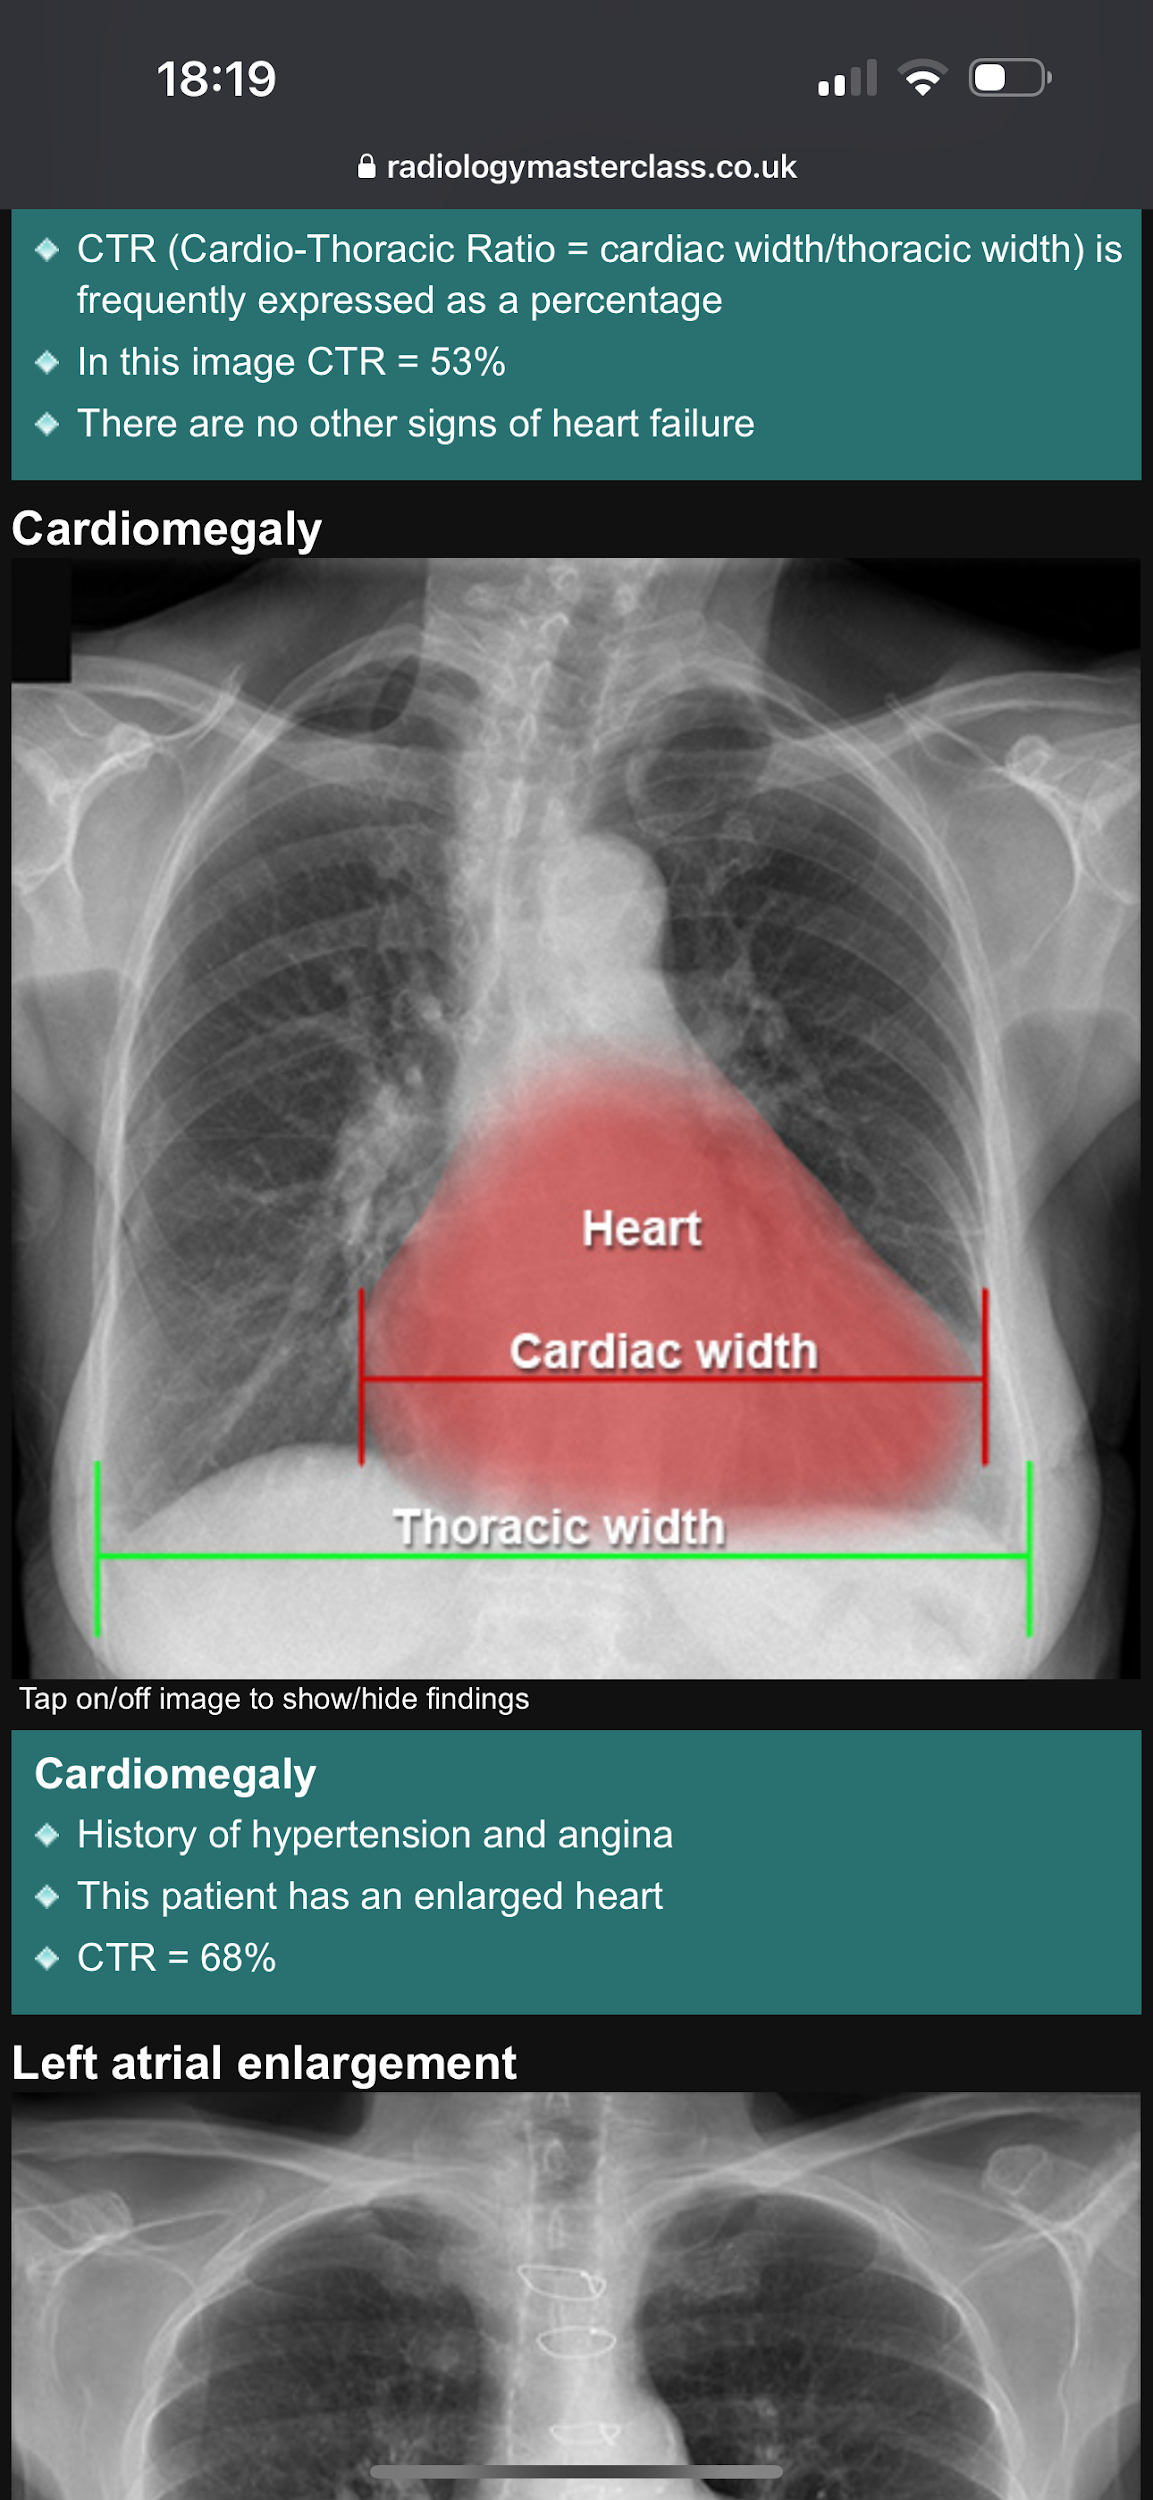 18:19
radiologymasterclass.co.uk
CTR (Cardio-Thoracic Ratio = cardiac width/thoracic width) is
frequently expressed as a percentage
In this image CTR = 53%
There are no other signs of heart failure
Cardiomegaly
Heart
Cardiac width
Thoracic width
Tap on/off image to show/hide findings
Cardiomegaly
History of hypertension and angina
This patient has an enlarged heart
CTR = 68%
Left atrial enlargement